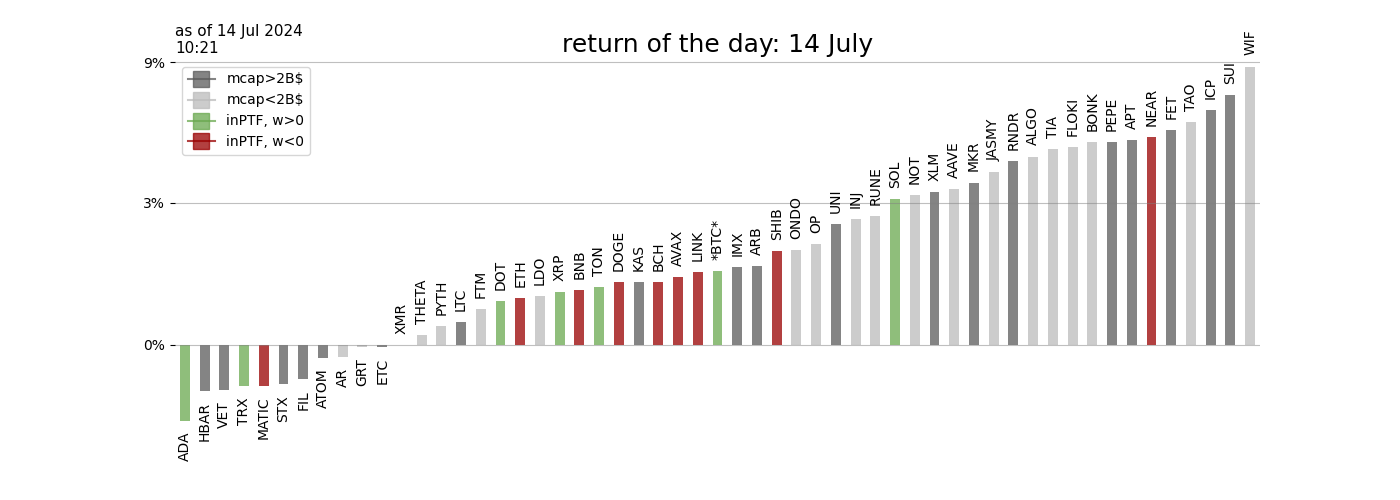 as of 14 Jul 2024
10:21
return of the day: 14 July
mcap>2B$
mcap<2B$
inPTF, w>0
inPTF, w<0
9%
3%
0%
ADA
HBAR
VET
TRX
MATIC
STX
FIL
ATOM
AR
GRT
ETC
XMR
THETA
PYTH
LTC
FTM
DOT
ETH
LDO
XRP
BNB
TON
DOGE
KAS
BCH
AVAX
LINK
*BTC*
IMX
ARB
SHIB
ONDO
OP
UNI
INJ
RUNE
SOL
NOT
XLM
AAVE
MKR
JASMY
RNDR
ALGO
TIA
FLOKI
BONK
PEPE
APT
NEAR
FET
TAO
ICP
SUI
WIF